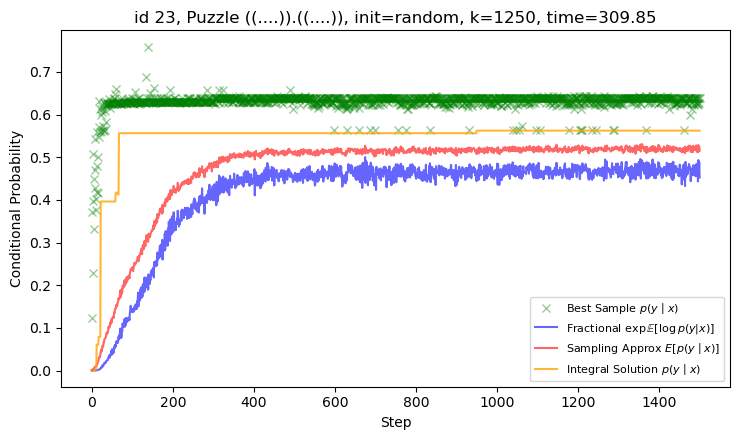 id 23, Puzzle ((....)).((....)), init=random, k=1250, time=309.85
Conditional Probability
0.7
0.6
0.5
0.4
0.3
0.2
0.1
0.0
Best Sample p(y | x)
Fractional exp 𝔼[log p(y|x)]
Sampling Approx E[p(y | x)]
Integral Solution p(y | x)
0 200 400 600 800 1000 1200 1400
Step